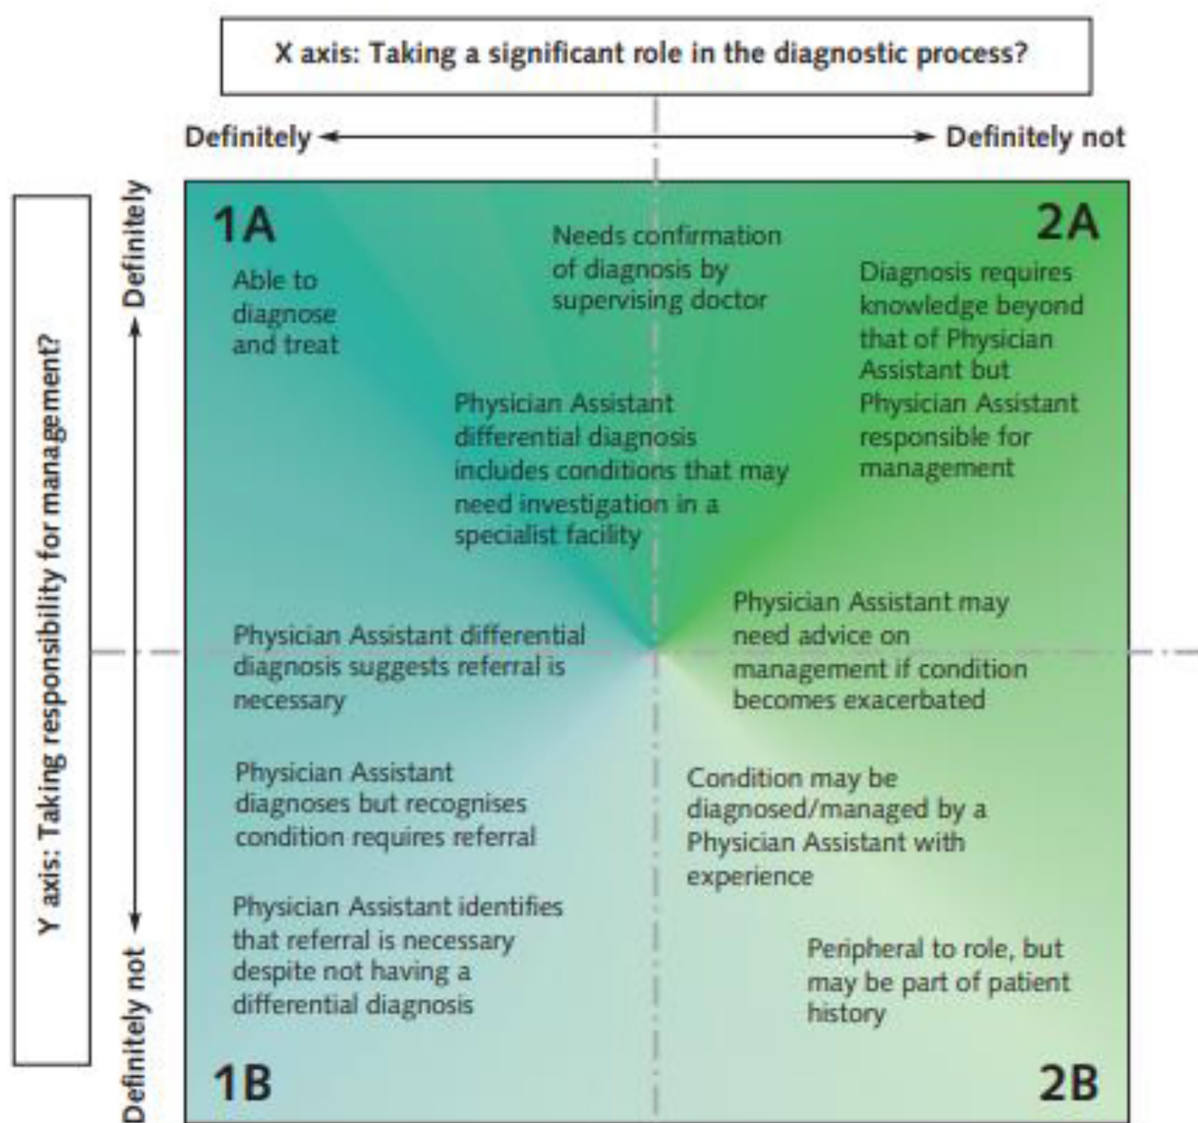 X axis: Taking a significant role in the diagnostic process?
Definitely
Definitely not
Y axis: Taking responsibility for management?
Definitely
Definitely not
1A
Able to
diagnose
and treat
Needs confirmation
of diagnosis by
supervising doctor
2A
Diagnosis requires
knowledge beyond
that of Physician
Assistant but
Physician Assistant
responsible for
management
Physician Assistant
differential diagnosis
includes conditions that may
need investigation in a
specialist facility
Physician Assistant differential
diagnosis suggests referral is
necessary
Physician Assistant may
need advice on
management if condition
becomes exacerbated
Physician Assistant
diagnoses but recognises
condition requires referral
Condition may be
diagnosed/managed by a
Physician Assistant with
experience
Physician Assistant identifies
that referral is necessary
despite not having a
differential diagnosis
Peripheral to role, but
may be part of patient
history
1B
2B